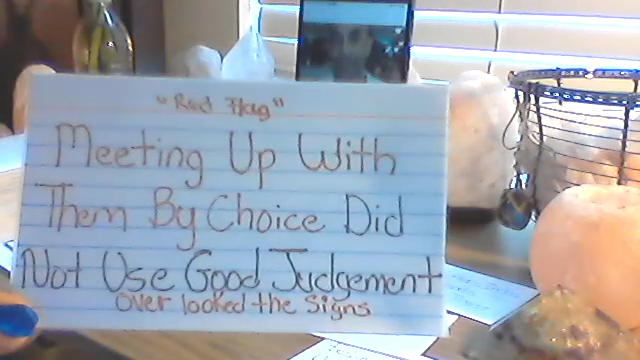 "Red Flag"
Meeting Up With
Them By Choice Did
Not Use Good Judgement
over looked the Signs